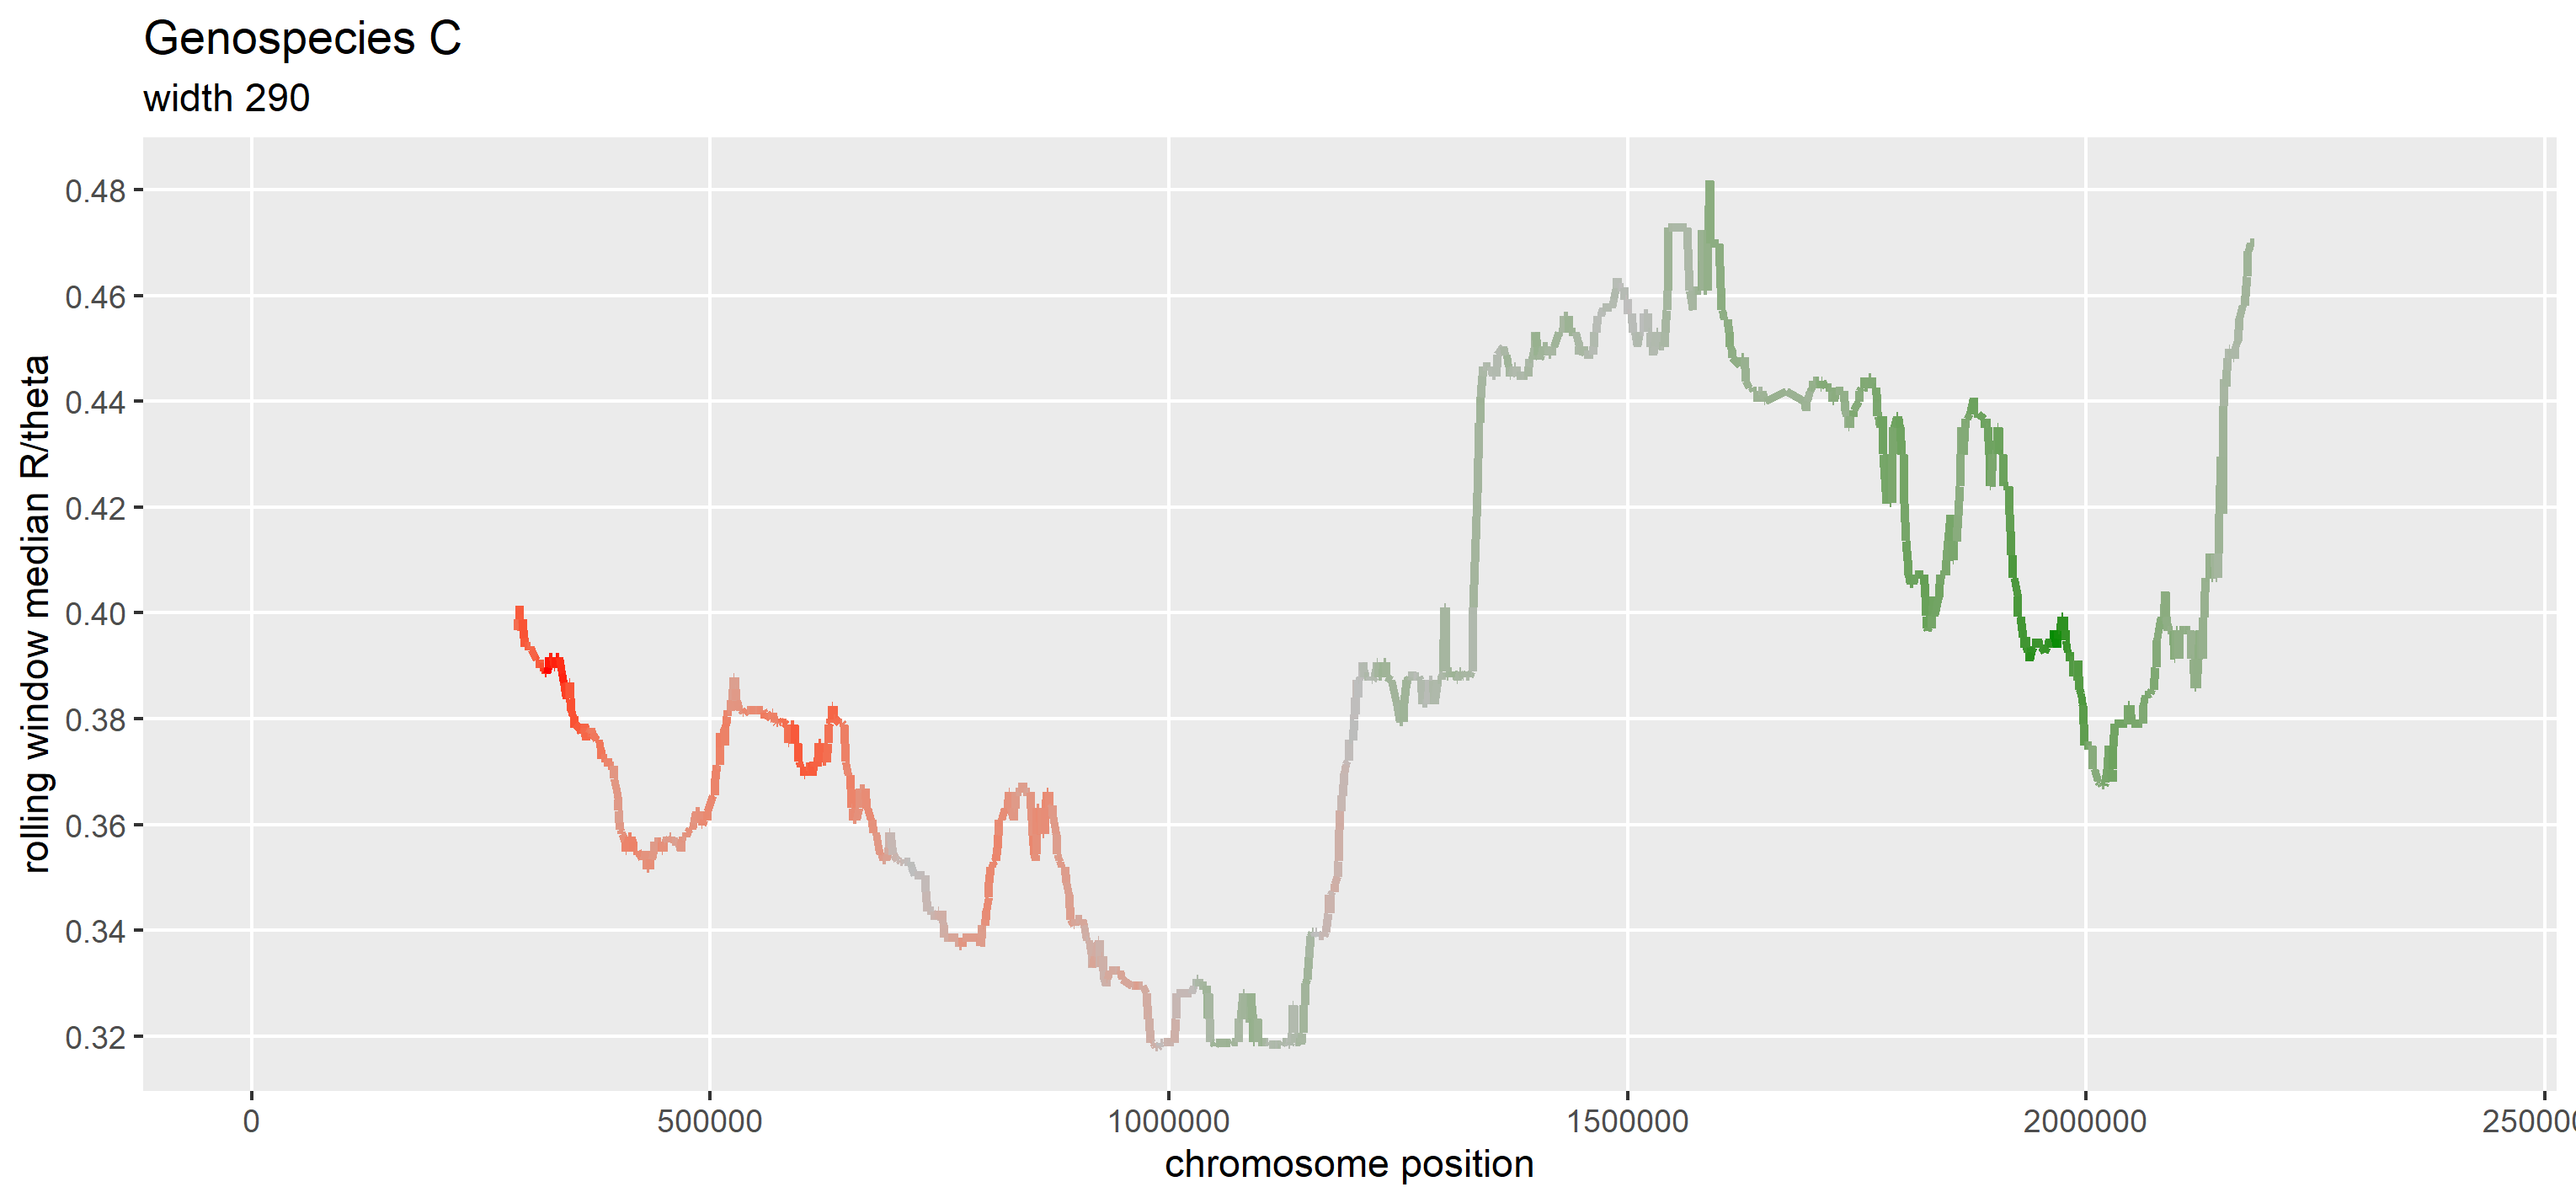 Genospecies C
width 290
rolling window median R/theta
0.48
0.46
0.44
0.42
0.40
0.38
0.36
0.34
0.32
0 500000 1000000 1500000 2000000 250000
chromosome position